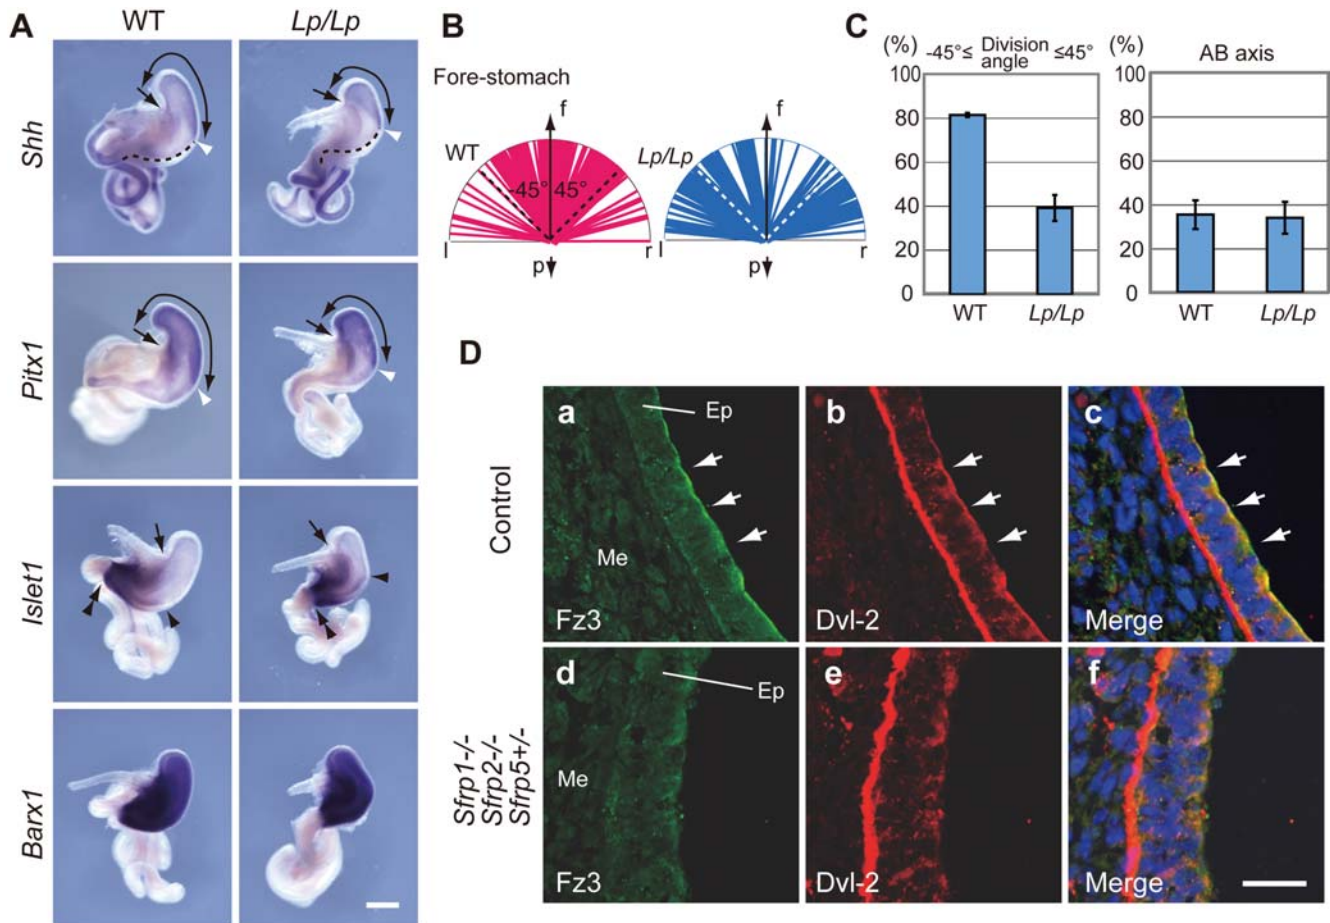 A
WT
Lp/Lp
Shh
Pitx1
Islet1
Barx1
B
Fore-stomach
f
f
WT
Lp/Lp
-45° 45°
l
r
l
r
p
p
C
(%)
-45°≤ Division angle ≤45°
100
80
60
40
20
0
WT
Lp/Lp
(%)
AB axis
100
80
60
40
20
0
WT
Lp/Lp
D
Control
a
Ep
Me
Fz3
b
Dvl-2
c
Merge
Sfrp1-/-
Sfrp2-/-
Sfrp5+/-
d
Ep
Me
Fz3
e
Dvl-2
f
Merge